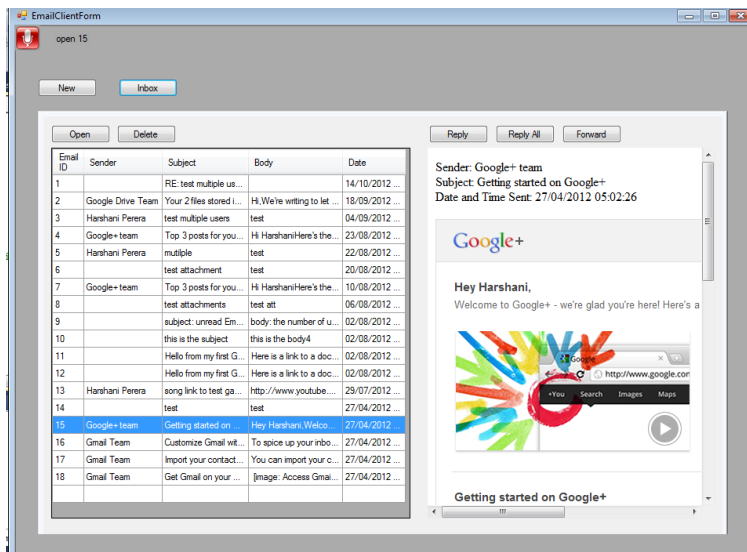 EmailClientForm
open 15
New Inbox
Open Delete
Email ID Sender Subject Body Date
1 RE: test multiple us... 14/10/2012 ...
2 Google Drive Team Your 2 files stored i... Hi,We're writing to let ... 18/09/2012 ...
3 Harshani Perera test multiple users test 04/09/2012 ...
4 Google+ team Top 3 posts for you... Hi HarshaniHere's the... 23/08/2012 ...
5 Harshani Perera mutilple test 22/08/2012 ...
6 test attachment test 20/08/2012 ...
7 Google+ team Top 3 posts for you... Hi HarshaniHere's the... 10/08/2012 ...
8 test attachments test att 06/08/2012 ...
9 subject: unread Em... body: the number of u... 02/08/2012 ...
10 this is the subject this is the body4 02/08/2012 ...
11 Hello from my first G... Here is a link to a doc... 02/08/2012 ...
12 Hello from my first G... Here is a link to a doc... 02/08/2012 ...
13 Harshani Perera song link to test ga... http://www.youtube.... 29/07/2012 ...
14 test test 27/04/2012 ...
15 Google+ team Getting started on ... Hey Harshani,Welco... 27/04/2012 ...
16 Gmail Team Customize Gmail wit... To spice up your inbo... 27/04/2012 ...
17 Gmail Team Import your contact... You can import your c... 27/04/2012 ...
18 Gmail Team Get Gmail on your ... [image: Access Gmai... 27/04/2012 ...
Reply Reply All Forward
Sender: Google+ team
Subject: Getting started on Google+
Date and Time Sent: 27/04/2012 05:02:26
Google+
Hey Harshani,
Welcome to Google+ - we're glad you're here! Here's a
Google
http://www.google.com
+You Search Images Maps
Getting started on Google+